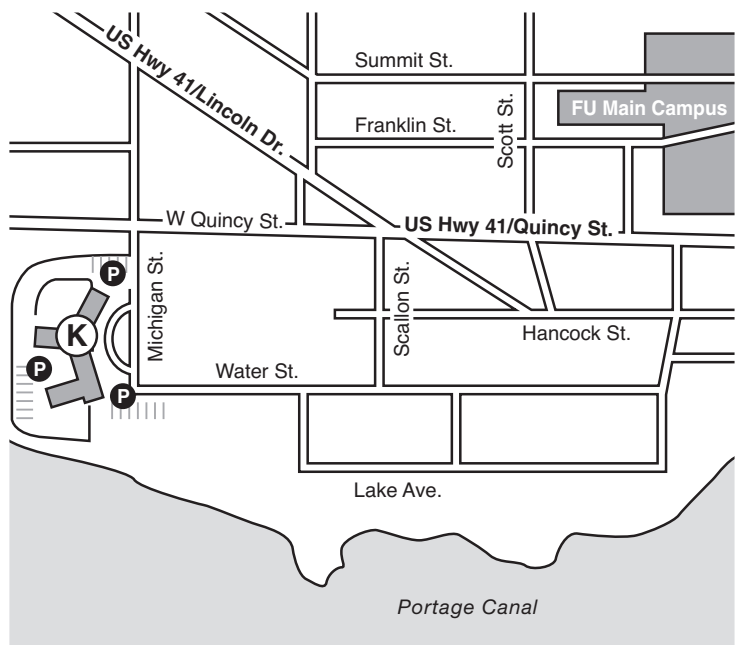 US Hwy 41/Lincoln Dr.
Summit St.
FU Main Campus
Franklin St.
Scott St.
W Quincy St.
US Hwy 41/Quincy St.
P
Michigan St.
Scallon St.
K
Hancock St.
P
Water St.
P
Lake Ave.
Portage Canal